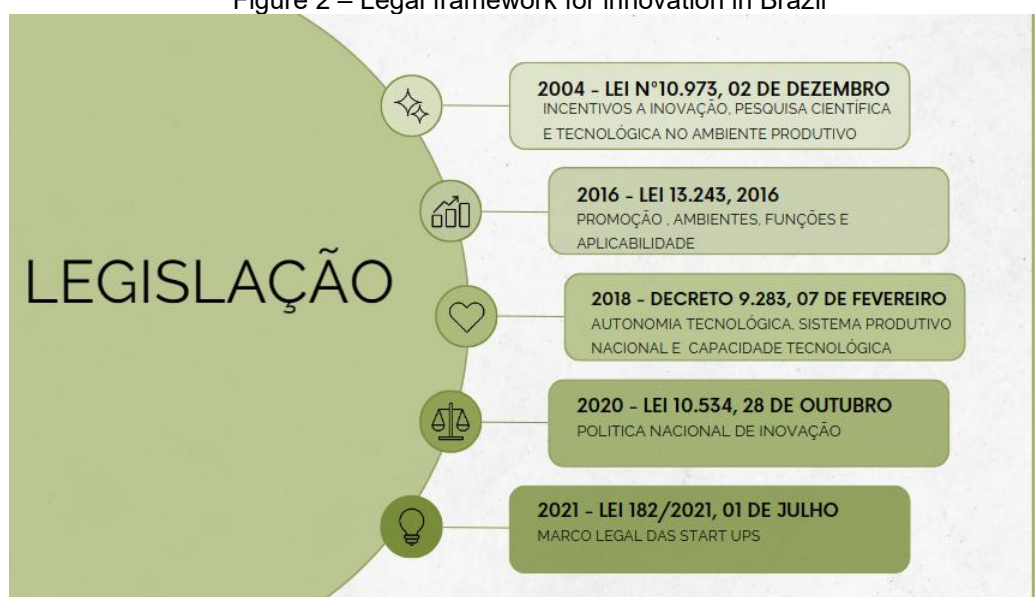 Figure 2 – Legal framework for innovation in Brazil
LEGISLAÇÃO
2004 - LEI N°10.973, 02 DE DEZEMBRO
INCENTIVOS A INOVAÇÃO, PESQUISA CIENTÍFICA
E TECNOLÓGICA NO AMBIENTE PRODUTIVO
2016 - LEI 13.243, 2016
PROMOÇÃO , AMBIENTES, FUNÇÕES E
APLICABILIDADE
2018 - DECRETO 9.283, 07 DE FEVEREIRO
AUTONOMIA TECNOLÓGICA, SISTEMA PRODUTIVO
NACIONAL E CAPACIDADE TECNOLÓGICA
2020 - LEI 10.534, 28 DE OUTUBRO
POLITICA NACIONAL DE INOVAÇÃO
2021 - LEI 182/2021, 01 DE JULHO
MARCO LEGAL DAS START UPS